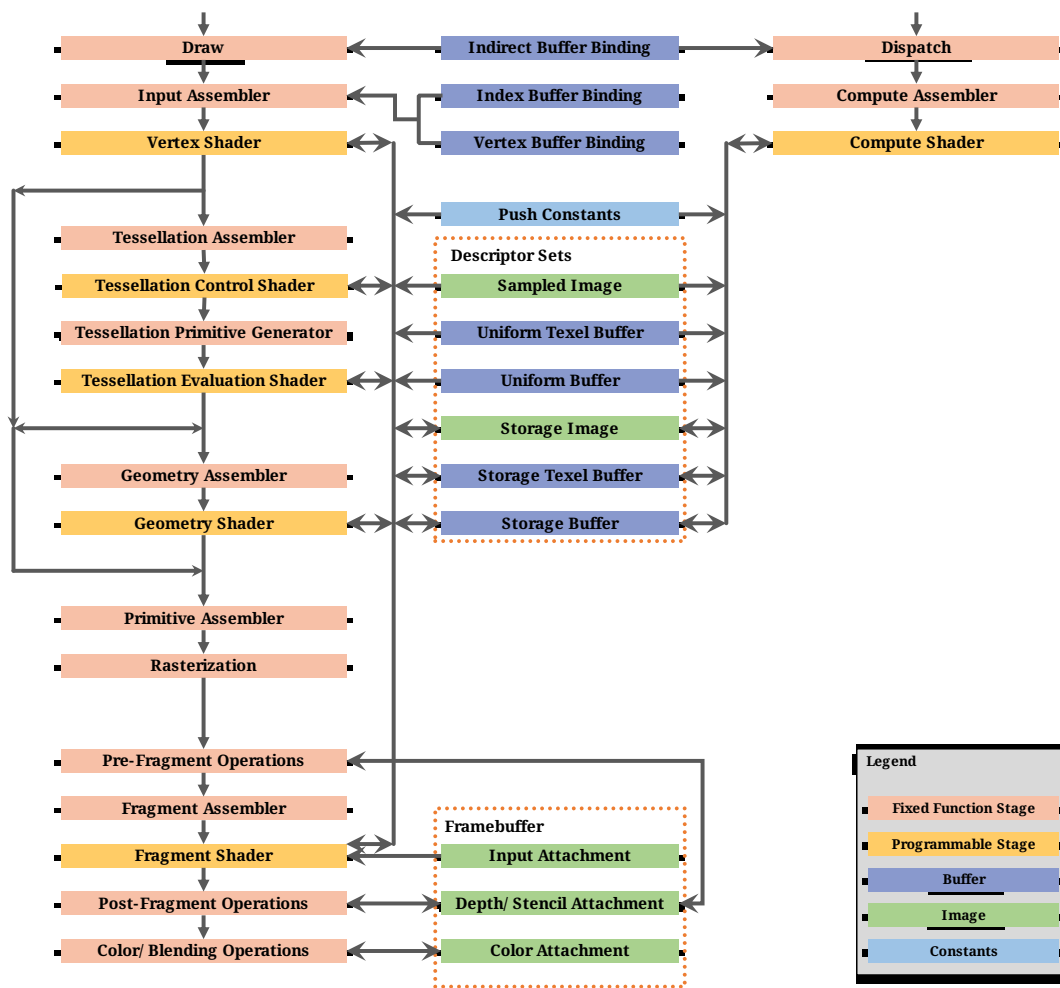 Draw
Indirect Buffer Binding
Dispatch
Input Assembler
Index Buffer Binding
Compute Assembler
Vertex Shader
Vertex Buffer Binding
Compute Shader
Push Constants
Tessellation Assembler
Descriptor Sets
Tessellation Control Shader
Sampled Image
Tessellation Primitive Generator
Uniform Texel Buffer
Tessellation Evaluation Shader
Uniform Buffer
Storage Image
Geometry Assembler
Storage Texel Buffer
Geometry Shader
Storage Buffer
Primitive Assembler
Rasterization
Pre-Fragment Operations
Legend
Fragment Assembler
Fixed Function Stage
Framebuffer
Programmable Stage
Fragment Shader
Input Attachment
Buffer
Post-Fragment Operations
Depth/ Stencil Attachment
Image
Color/ Blending Operations
Color Attachment
Constants